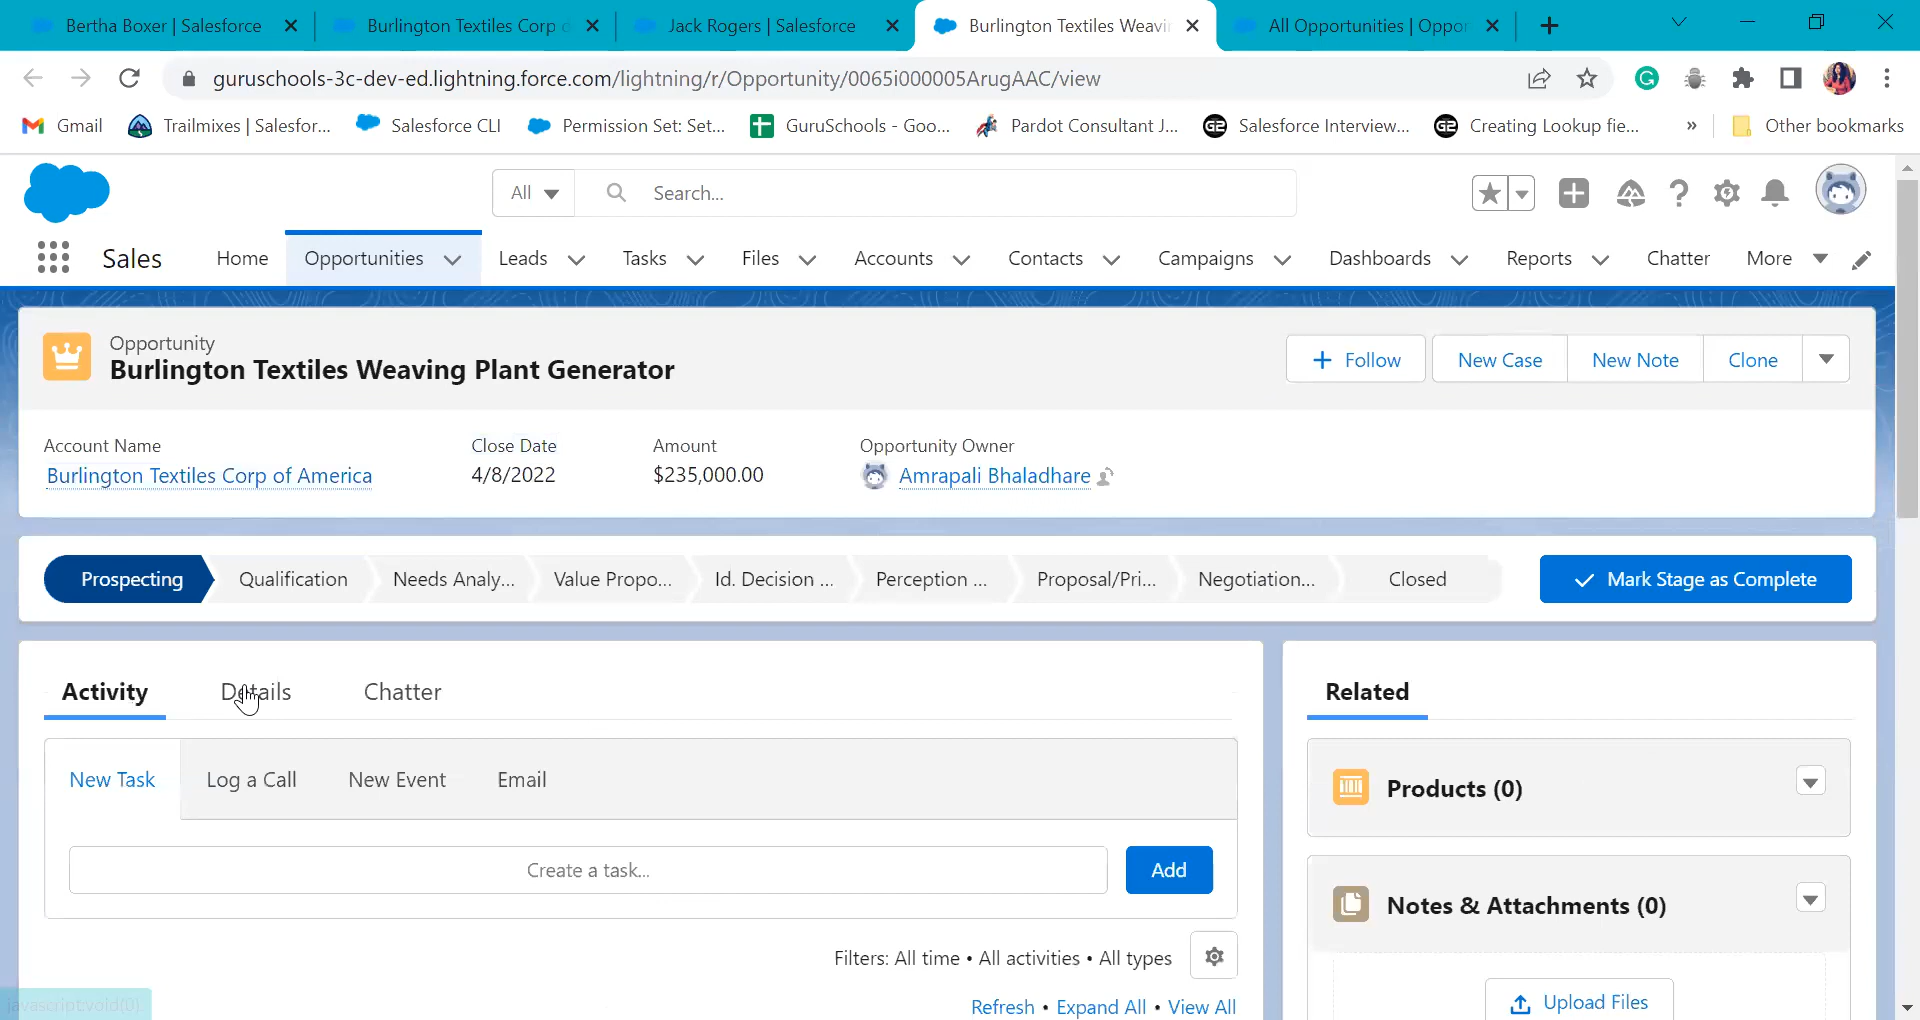 Bertha Boxer | Salesforce
Burlington Textiles Corp o
Jack Rogers | Salesforce
Burlington Textiles Weavi
All Opportunities | Oppor
guruschools-3c-dev-ed.lightning.force.com/lightning/r/Opportunity/0065i000005ArugAAC/view
Gmail
Trailmixes | Salesfor...
Salesforce CLI
Permission Set: Set...
GuruSchools - Goo...
Pardot Consultant J...
Salesforce Interview...
Creating Lookup fie...
»
Other bookmarks
All
Search...
Sales
Home
Opportunities
Leads
Tasks
Files
Accounts
Contacts
Campaigns
Dashboards
Reports
Chatter
More
Opportunity
Burlington Textiles Weaving Plant Generator
+ Follow
New Case
New Note
Clone
Account Name
Burlington Textiles Corp of America
Close Date
4/8/2022
Amount
$235,000.00
Opportunity Owner
Amrapali Bhaladhare
Prospecting
Qualification
Needs Analy...
Value Propo...
Id. Decision ...
Perception ...
Proposal/Pri...
Negotiation...
Closed
Mark Stage as Complete
Activity
Details
Chatter
New Task
Log a Call
New Event
Email
Create a task...
Add
Filters: All time • All activities • All types
Refresh • Expand All • View All
Related
Products (0)
Notes & Attachments (0)
Upload Files
javascript:void(0)